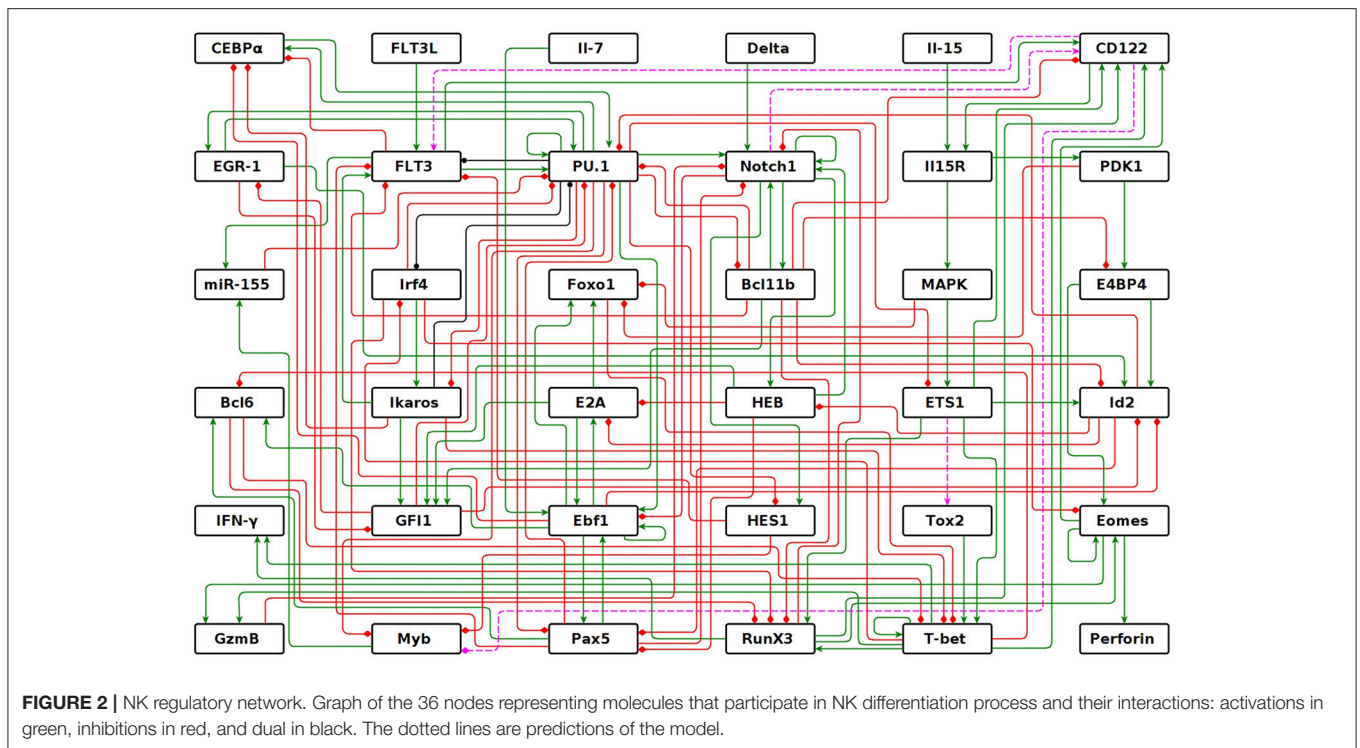 CEBPα FLT3L Il-7 Delta Il-15 CD122
EGR-1 FLT3 PU.1 Notch1 Il15R PDK1
miR-155 Irf4 Foxo1 Bcl11b MAPK E4BP4
Bcl6 Ikaros E2A HEB ETS1 Id2
IFN-γ GFI1 Ebf1 HES1 Tox2 Eomes
GzmB Myb Pax5 RunX3 T-bet Perforin
FIGURE 2 | NK regulatory network. Graph of the 36 nodes representing molecules that participate in NK differentiation process and their interactions: activations in
green, inhibitions in red, and dual in black. The dotted lines are predictions of the model.